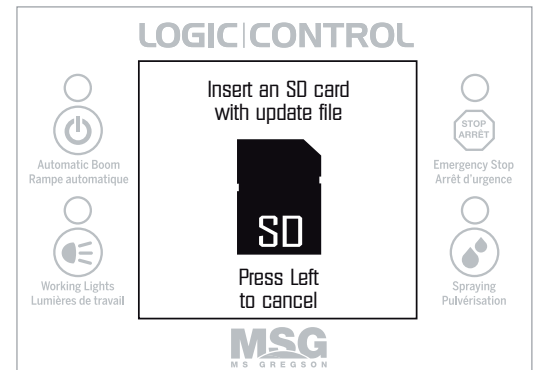 LOGIC|CONTROL
Insert an SD card
with update file
SD
Press Left
to cancel
Automatic Boom
Rampe automatique
Working Lights
Lumières de travail
STOP
ARRÊT
Emergency Stop
Arrêt d'urgence
Spraying
Pulvérisation
MSG
MS GREGSON